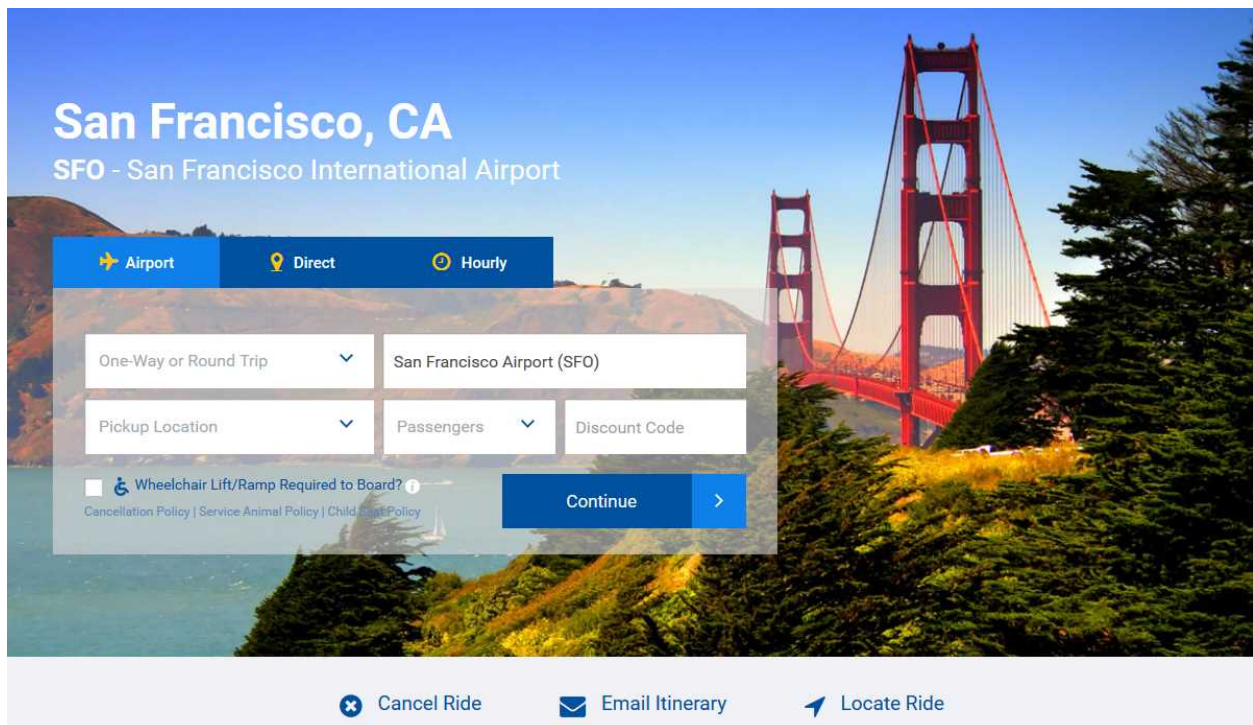 San Francisco, CA
SFO - San Francisco International Airport
Airport Direct Hourly
One-Way or Round Trip San Francisco Airport (SFO)
Pickup Location Passengers Discount Code
Wheelchair Lift/Ramp Required to Board?
Cancellation Policy | Service Animal Policy | Child Seat Policy
Continue
Cancel Ride Email Itinerary Locate Ride